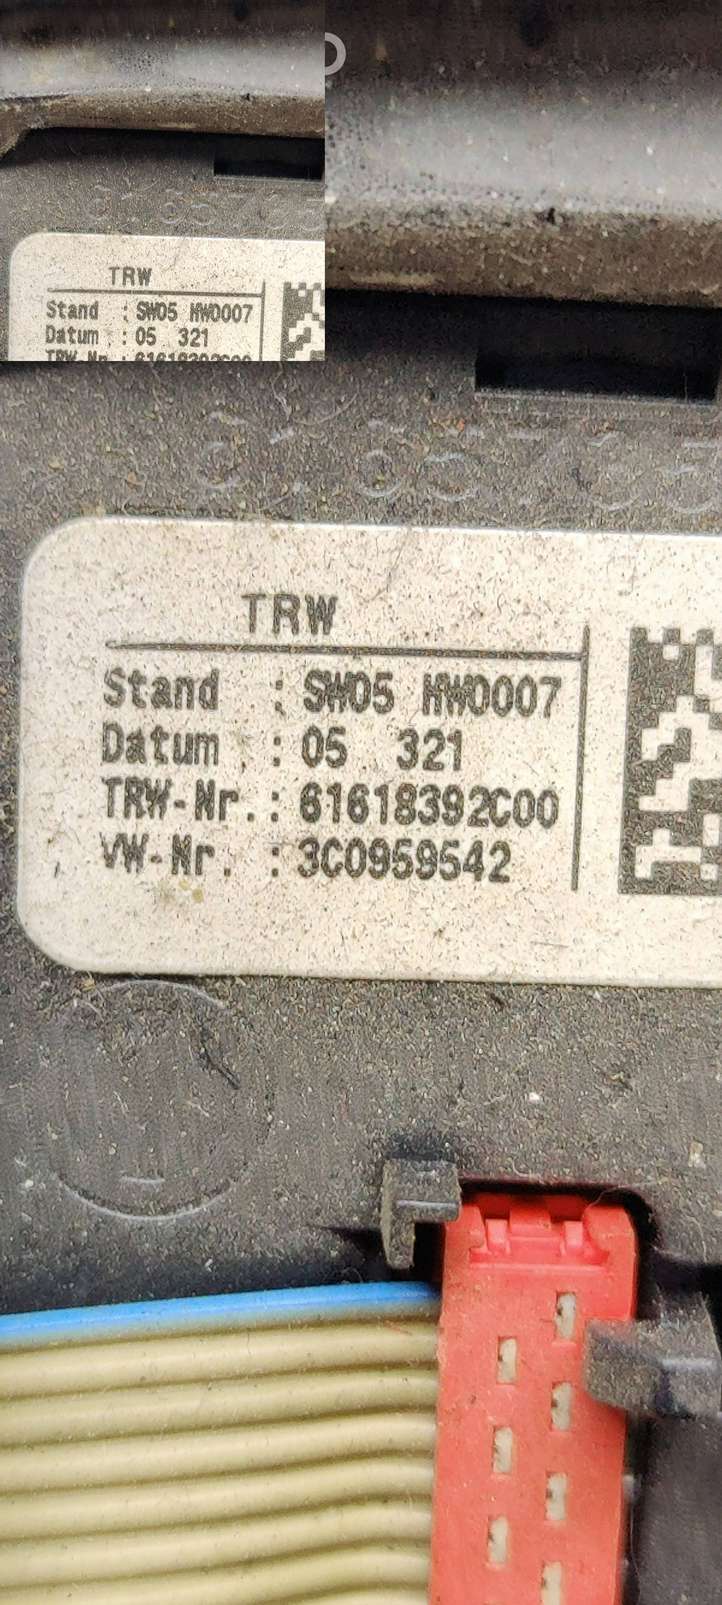 TRW
Stand : SW05 HW0007
Datum : 05 321
TRW
Stand : SW05 HW0007
Datum : 05 321
TRW-Nr.: 61618392C00
VW-Nr. : 3C0959542